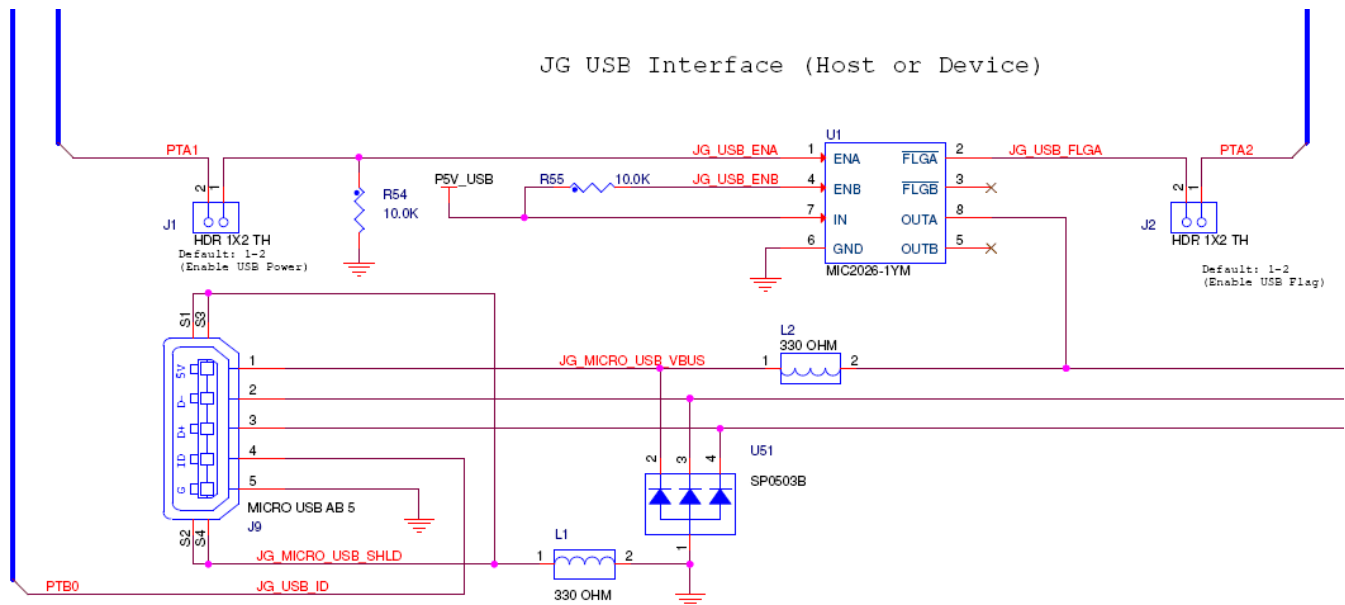 JG USB Interface (Host or Device)
U1
PTA1
1
JG_USB_ENA
ENA
FLGA
2
JG_USB_FLGA
PTA2
P5V_USB
R55
10.0K
JG_USB_ENB
4
ENB
FLGB
3
R54
10.0K
7
IN
OUTA
8
6
GND
OUTB
5
MIC2026-1YM
2
1
J1
HDR 1X2 TH
Default: 1-2
(Enable USB Power)
2
1
J2
HDR 1X2 TH
Default: 1-2
(Enable USB Flag)
S1
S3
L2
330 OHM
1
2
JG_MICRO_USB_VBUS
5V
1
D-
2
D+
3
ID
4
G
5
MICRO USB AB 5
J9
S2
S4
2
3
4
U51
SP0503B
1
JG_MICRO_USB_SHLD
L1
1
2
330 OHM
PTB0
JG_USB_ID